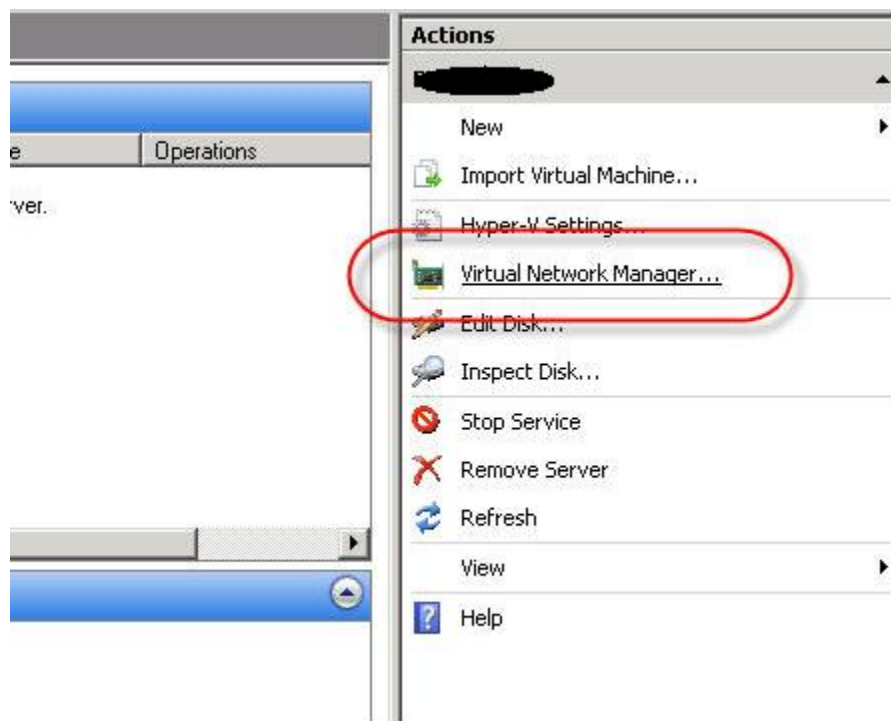 Actions
New
e
Operations
Import Virtual Machine...
ver.
Hyper-V Settings...
Virtual Network Manager...
Edit Disk...
Inspect Disk...
Stop Service
Remove Server
Refresh
View
Help